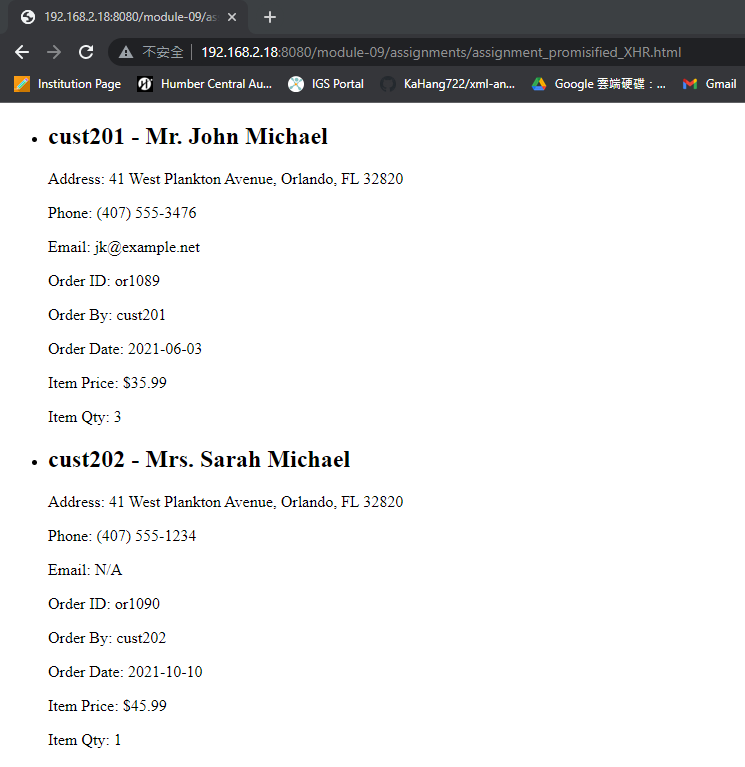 192.168.2.18:8080/module-09/as
不安全 192.168.2.18:8080/module-09/assignments/assignment_promisified_XHR.html
Institution Page Humber Central Au... IGS Portal KaHang722/xml-an... Google 雲端硬碟：... Gmail
cust201 - Mr. John Michael
Address: 41 West Plankton Avenue, Orlando, FL 32820
Phone: (407) 555-3476
Email: jk@example.net
Order ID: or1089
Order By: cust201
Order Date: 2021-06-03
Item Price: $35.99
Item Qty: 3
cust202 - Mrs. Sarah Michael
Address: 41 West Plankton Avenue, Orlando, FL 32820
Phone: (407) 555-1234
Email: N/A
Order ID: or1090
Order By: cust202
Order Date: 2021-10-10
Item Price: $45.99
Item Qty: 1